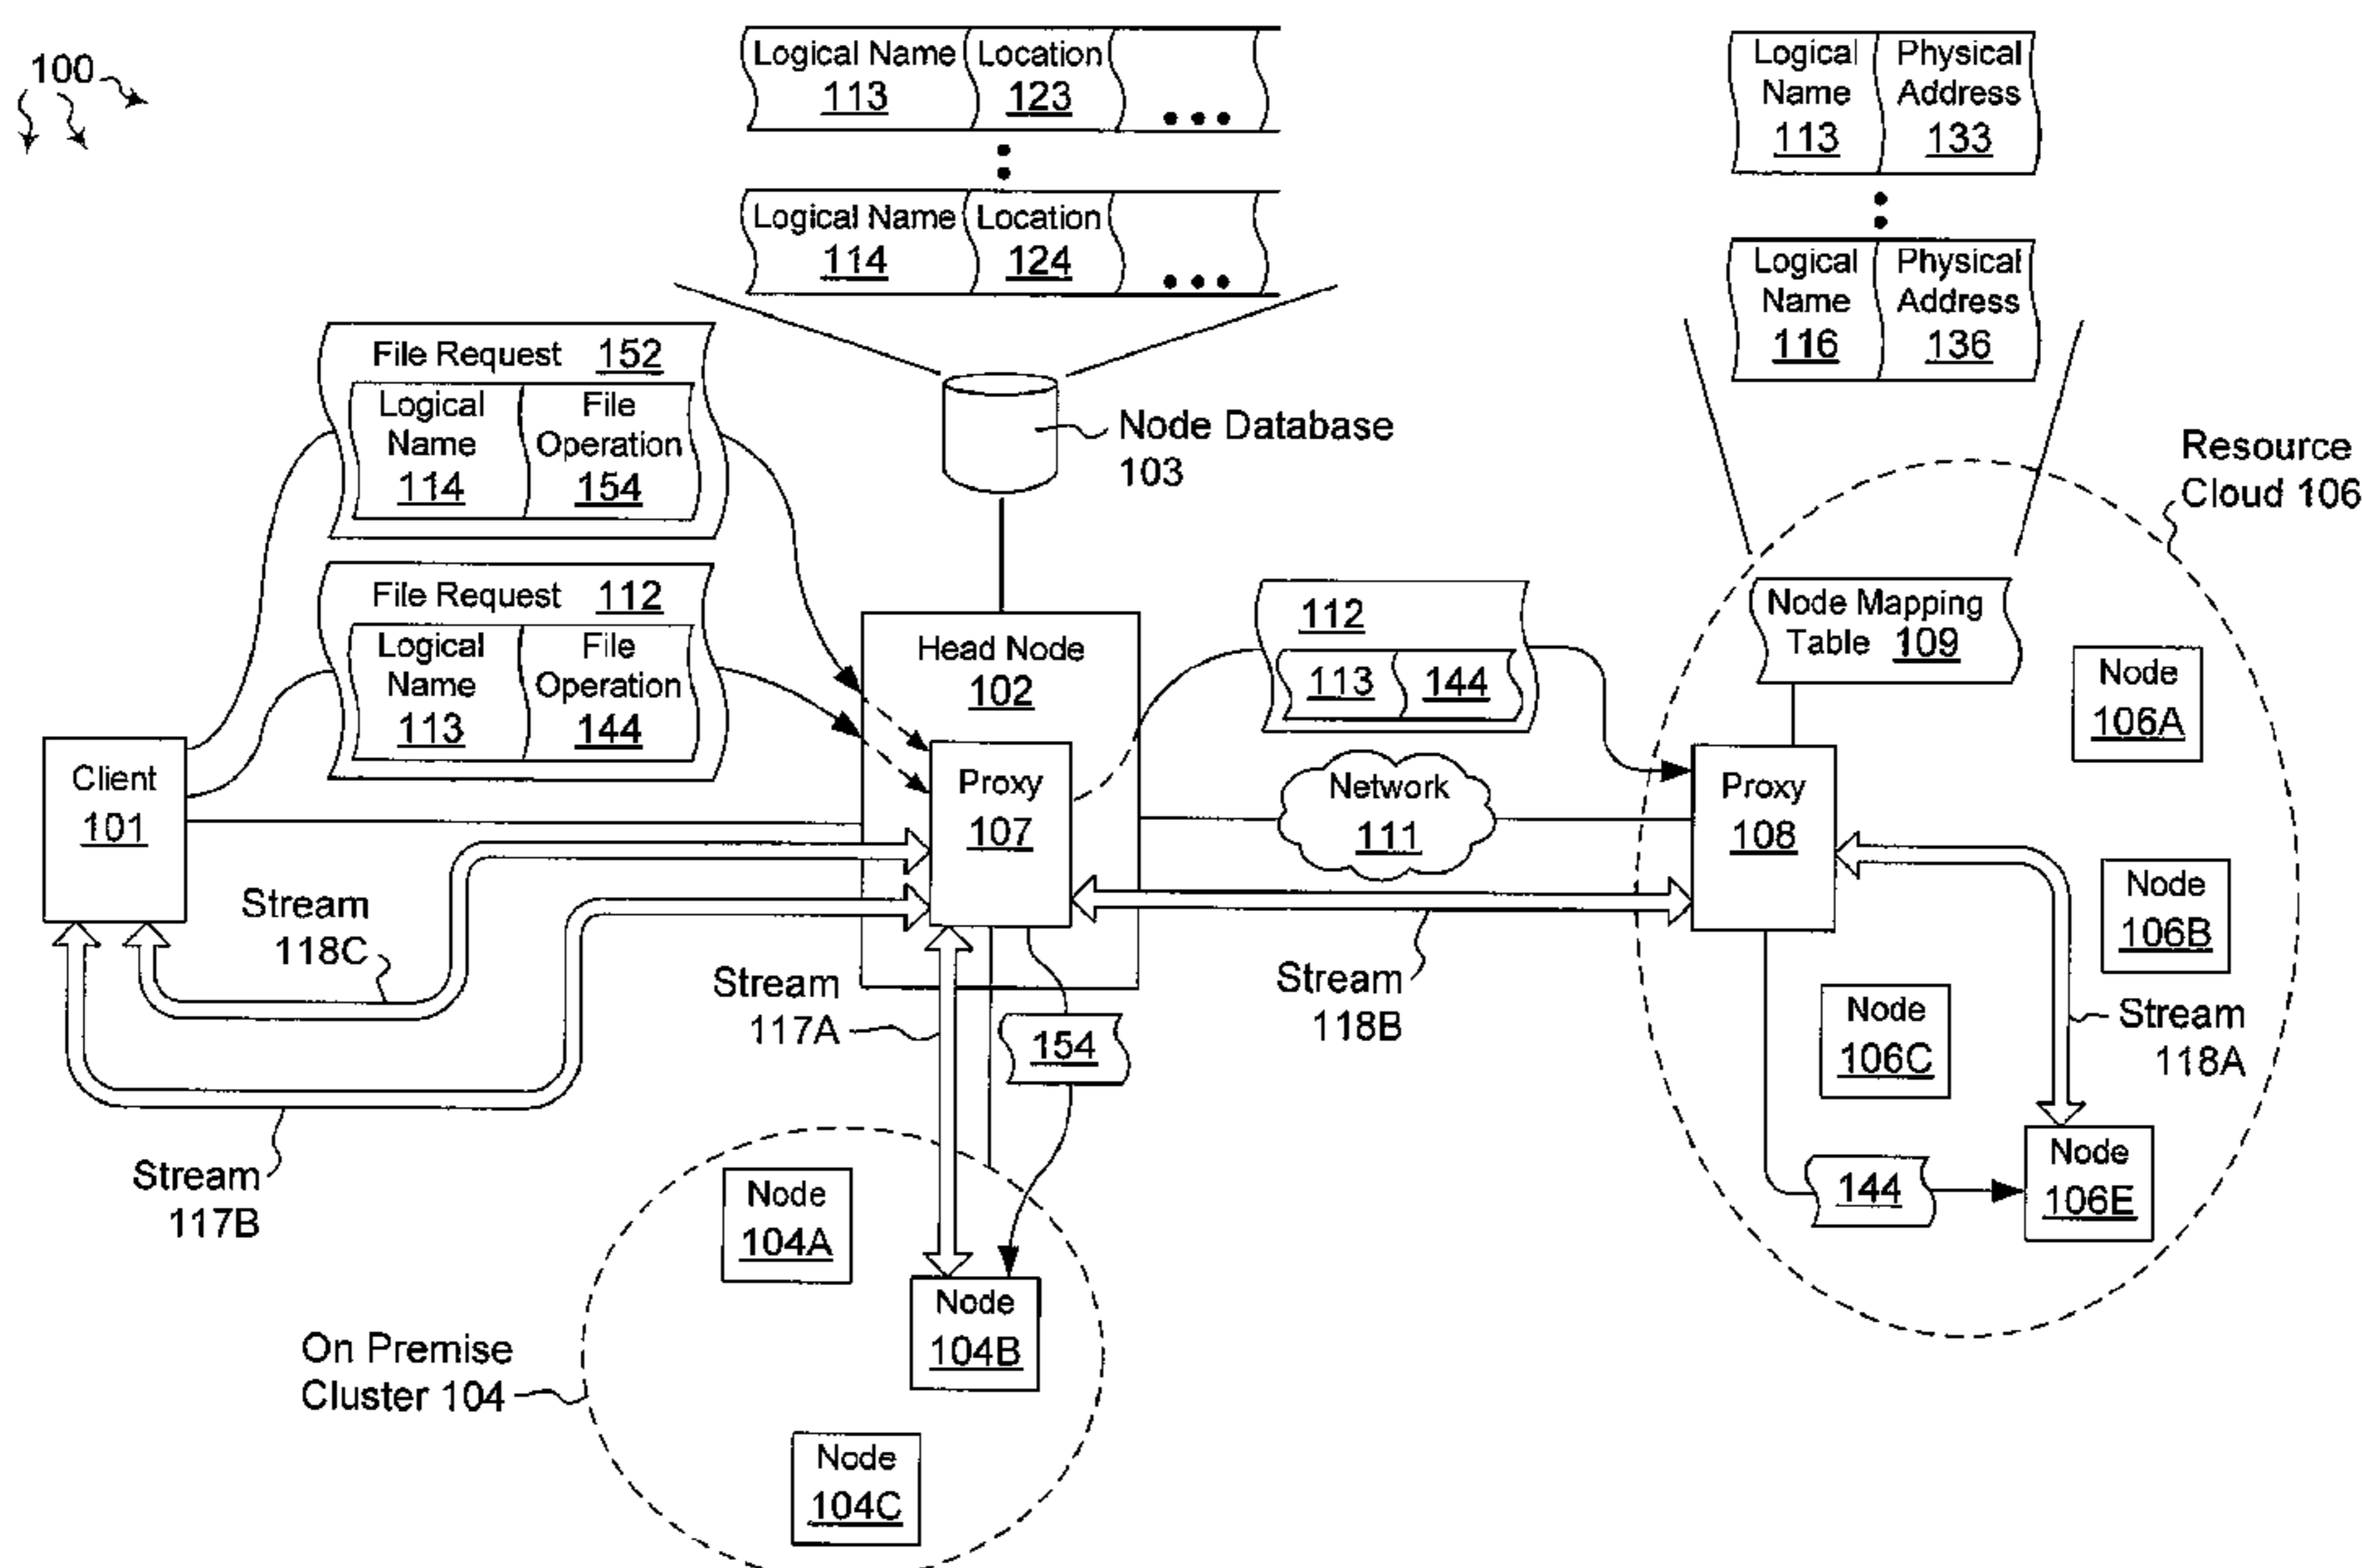 100
Logical Name Location
113 123
Logical Name Location
114 124
Logical Physical
Name Address
113 133
Logical Physical
Name Address
116 136
File Request 152
Logical File
Name Operation
114 154
File Request 112
Logical File
Name Operation
113 144
Node Database
103
Resource
Cloud 106
Head Node
102
Proxy
107
112
113 144
Network
111
Node Mapping
Table 109
Proxy
108
Node
106A
Node
106B
Node
106C
Node
106E
144
Stream
118A
Client
101
Stream
118C
Stream
117B
Stream
117A
154
Stream
118B
Node
104A
Node
104B
Node
104C
On Premise
Cluster 104